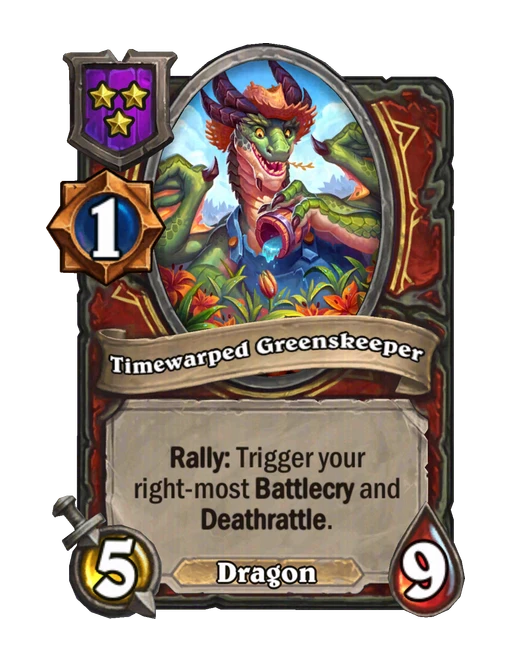 1
Timewarped Greenskeeper
Rally: Trigger your
right-most Battlecry and
Deathrattle.
5
Dragon
9